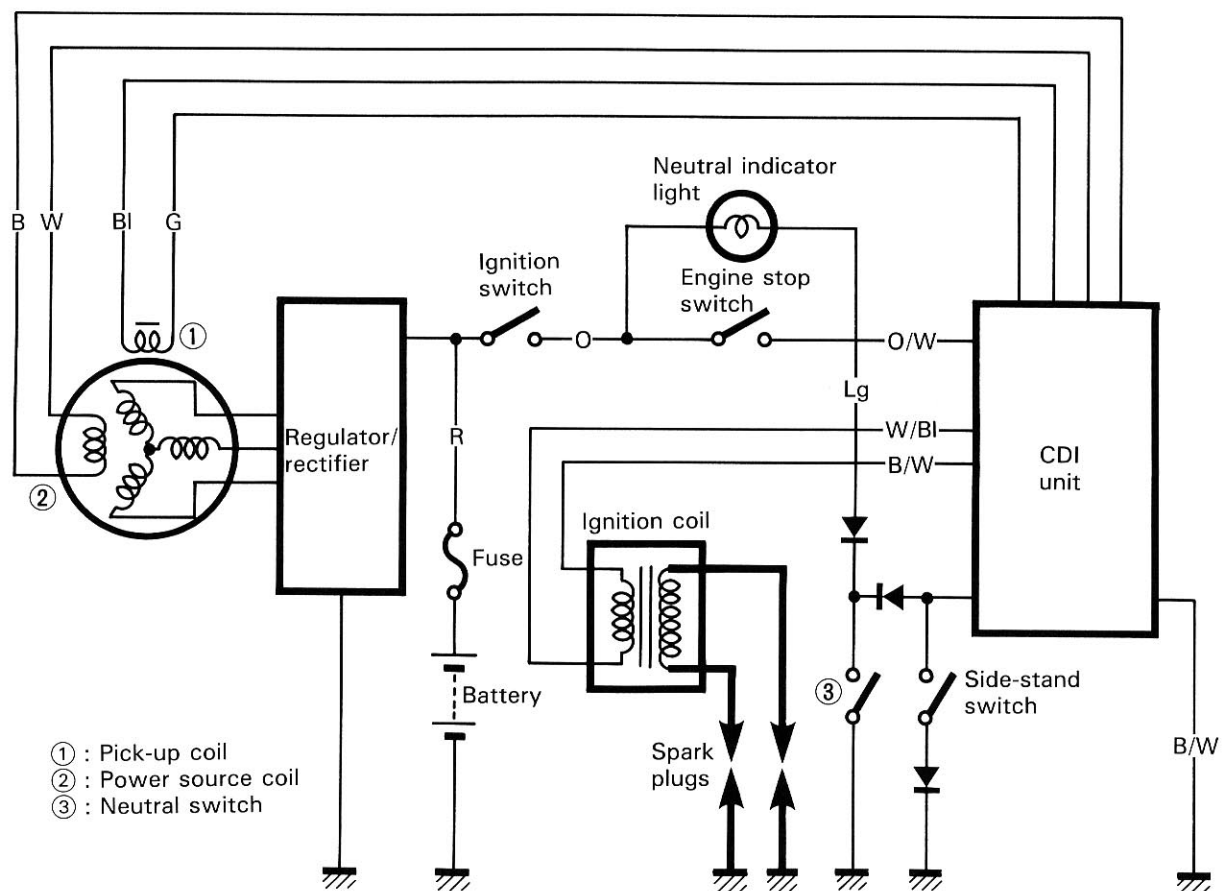 Neutral indicator
light
B
W
Bl
G
Ignition
switch
Engine stop
switch
①
O
O/W
Lg
Regulator/
rectifier
R
W/Bl
B/W
CDI
unit
②
Ignition coil
Fuse
③
Side-stand
switch
Battery
Spark
plugs
B/W
① : Pick-up coil
② : Power source coil
③ : Neutral switch